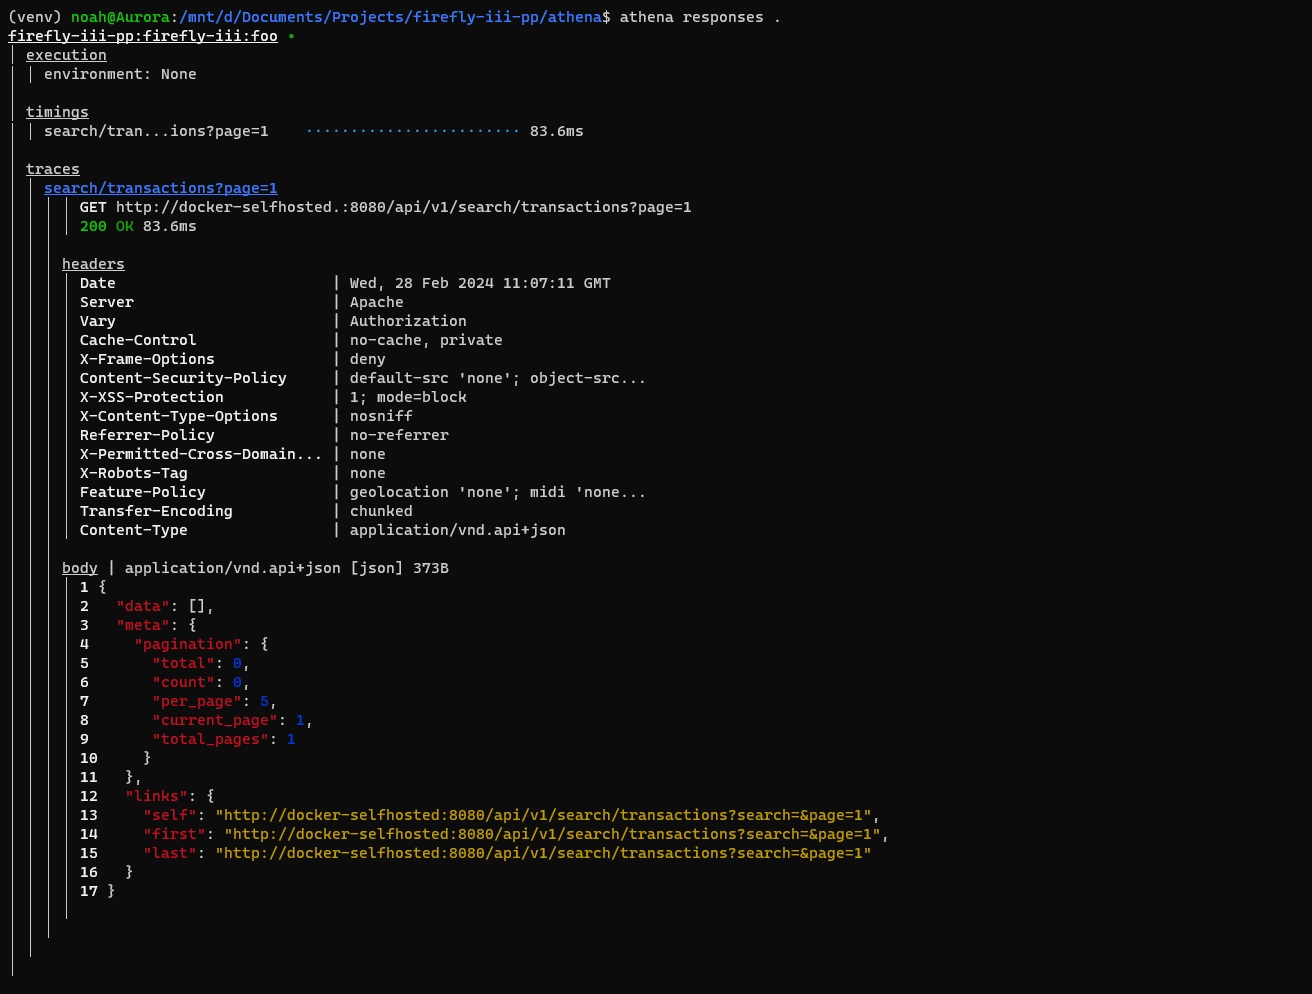 (venv) noah@Aurora:/mnt/d/Documents/Projects/firefly-iii-pp/athena$ athena responses .
firefly-iii-pp:firefly-iii:foo •
│ execution
│ │ environment: None
│ timings
│ │ search/tran...ions?page=1    ························ 83.6ms
│ traces
│ │ search/transactions?page=1
│ │ │ │ GET http://docker-selfhosted.:8080/api/v1/search/transactions?page=1
│ │ │ │ 200 OK 83.6ms
│ │ │ headers
│ │ │ │ Date                        | Wed, 28 Feb 2024 11:07:11 GMT
│ │ │ │ Server                      | Apache
│ │ │ │ Vary                        | Authorization
│ │ │ │ Cache-Control               | no-cache, private
│ │ │ │ X-Frame-Options             | deny
│ │ │ │ Content-Security-Policy     | default-src 'none'; object-src...
│ │ │ │ X-XSS-Protection            | 1; mode=block
│ │ │ │ X-Content-Type-Options      | nosniff
│ │ │ │ Referrer-Policy             | no-referrer
│ │ │ │ X-Permitted-Cross-Domain... | none
│ │ │ │ X-Robots-Tag                | none
│ │ │ │ Feature-Policy              | geolocation 'none'; midi 'none...
│ │ │ │ Transfer-Encoding           | chunked
│ │ │ │ Content-Type                | application/vnd.api+json
│ │ │ body | application/vnd.api+json [json] 373B
│ │ │ │ 1 {
│ │ │ │ 2   "data": [],
│ │ │ │ 3   "meta": {
│ │ │ │ 4     "pagination": {
│ │ │ │ 5       "total": 0,
│ │ │ │ 6       "count": 0,
│ │ │ │ 7       "per_page": 5,
│ │ │ │ 8       "current_page": 1,
│ │ │ │ 9       "total_pages": 1
│ │ │ │ 10     }
│ │ │ │ 11   },
│ │ │ │ 12   "links": {
│ │ │ │ 13     "self": "http://docker-selfhosted:8080/api/v1/search/transactions?search=&page=1",
│ │ │ │ 14     "first": "http://docker-selfhosted:8080/api/v1/search/transactions?search=&page=1",
│ │ │ │ 15     "last": "http://docker-selfhosted:8080/api/v1/search/transactions?search=&page=1"
│ │ │ │ 16   }
│ │ │ │ 17 }